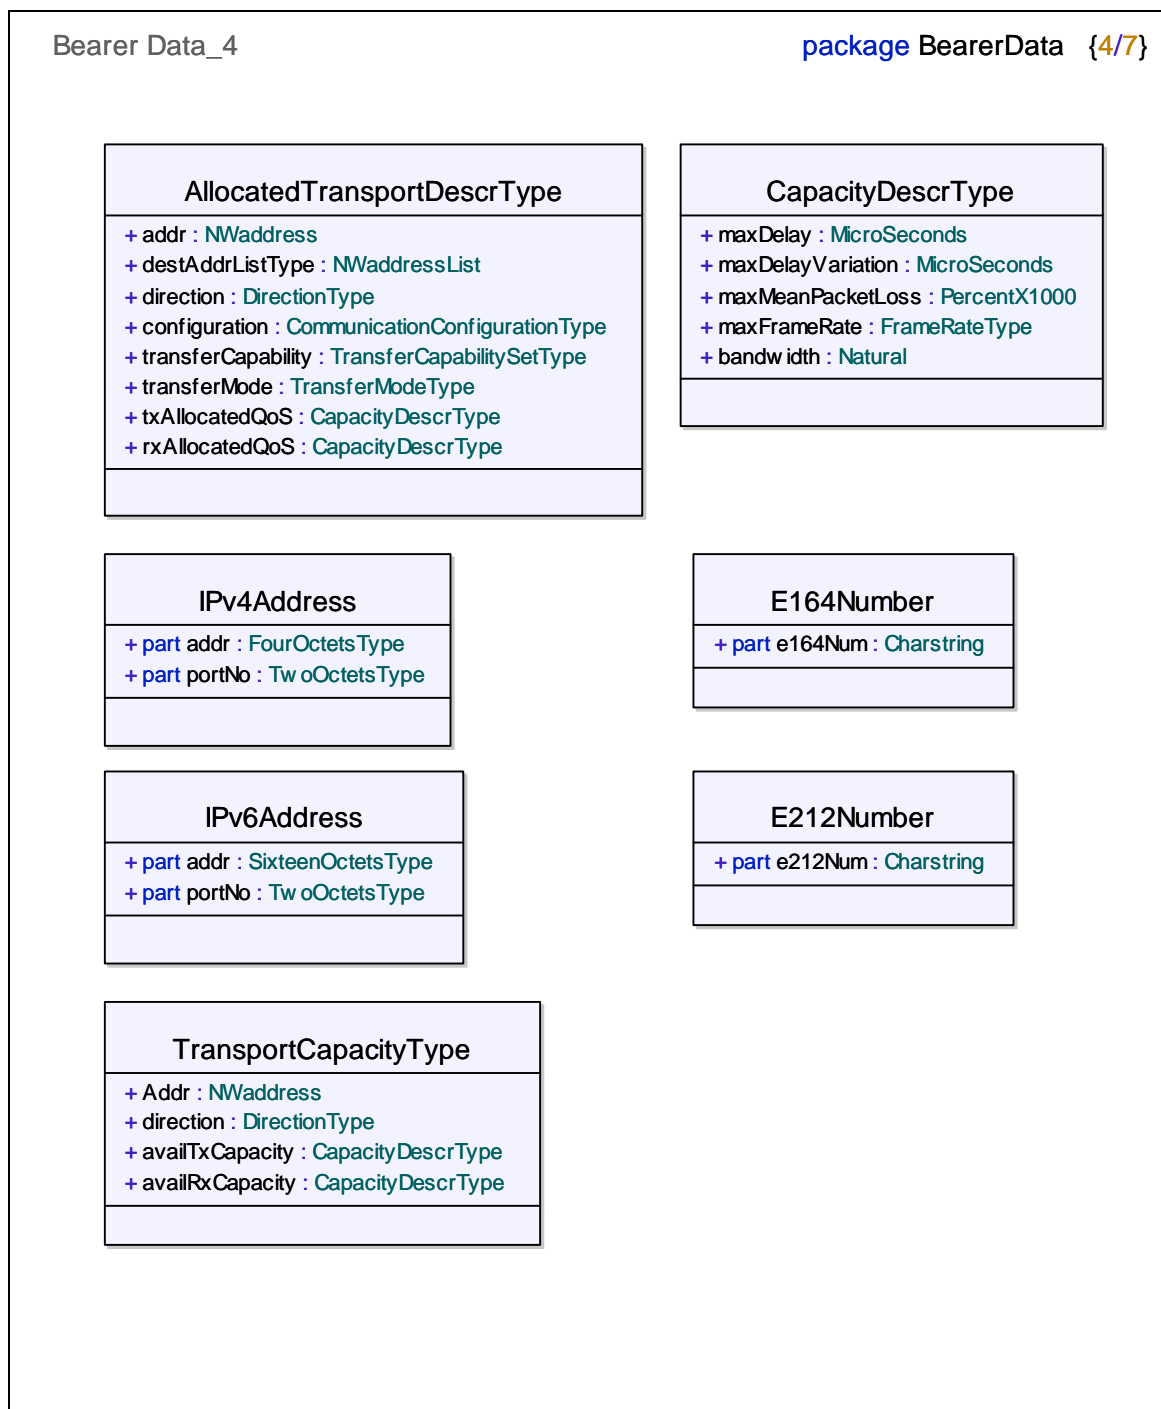 Bearer Data_4
package BearerData {4/7}
AllocatedTransportDescrType
+ addr : NWaddress
+ destAddrListType : NWaddressList
+ direction : DirectionType
+ configuration : CommunicationConfigurationType
+ transferCapability : TransferCapabilitySetType
+ transferMode : TransferModeType
+ txAllocatedQoS : CapacityDescrType
+ rxAllocatedQoS : CapacityDescrType
CapacityDescrType
+ maxDelay : MicroSeconds
+ maxDelayVariation : MicroSeconds
+ maxMeanPacketLoss : PercentX1000
+ maxFrameRate : FrameRateType
+ bandwidth : Natural
IPv4Address
+ part addr : FourOctetsType
+ part portNo : TwoOctetsType
E164Number
+ part e164Num : Charstring
IPv6Address
+ part addr : SixteenOctetsType
+ part portNo : TwoOctetsType
E212Number
+ part e212Num : Charstring
TransportCapacityType
+ Addr : NWaddress
+ direction : DirectionType
+ availTxCapacity : CapacityDescrType
+ availRxCapacity : CapacityDescrType